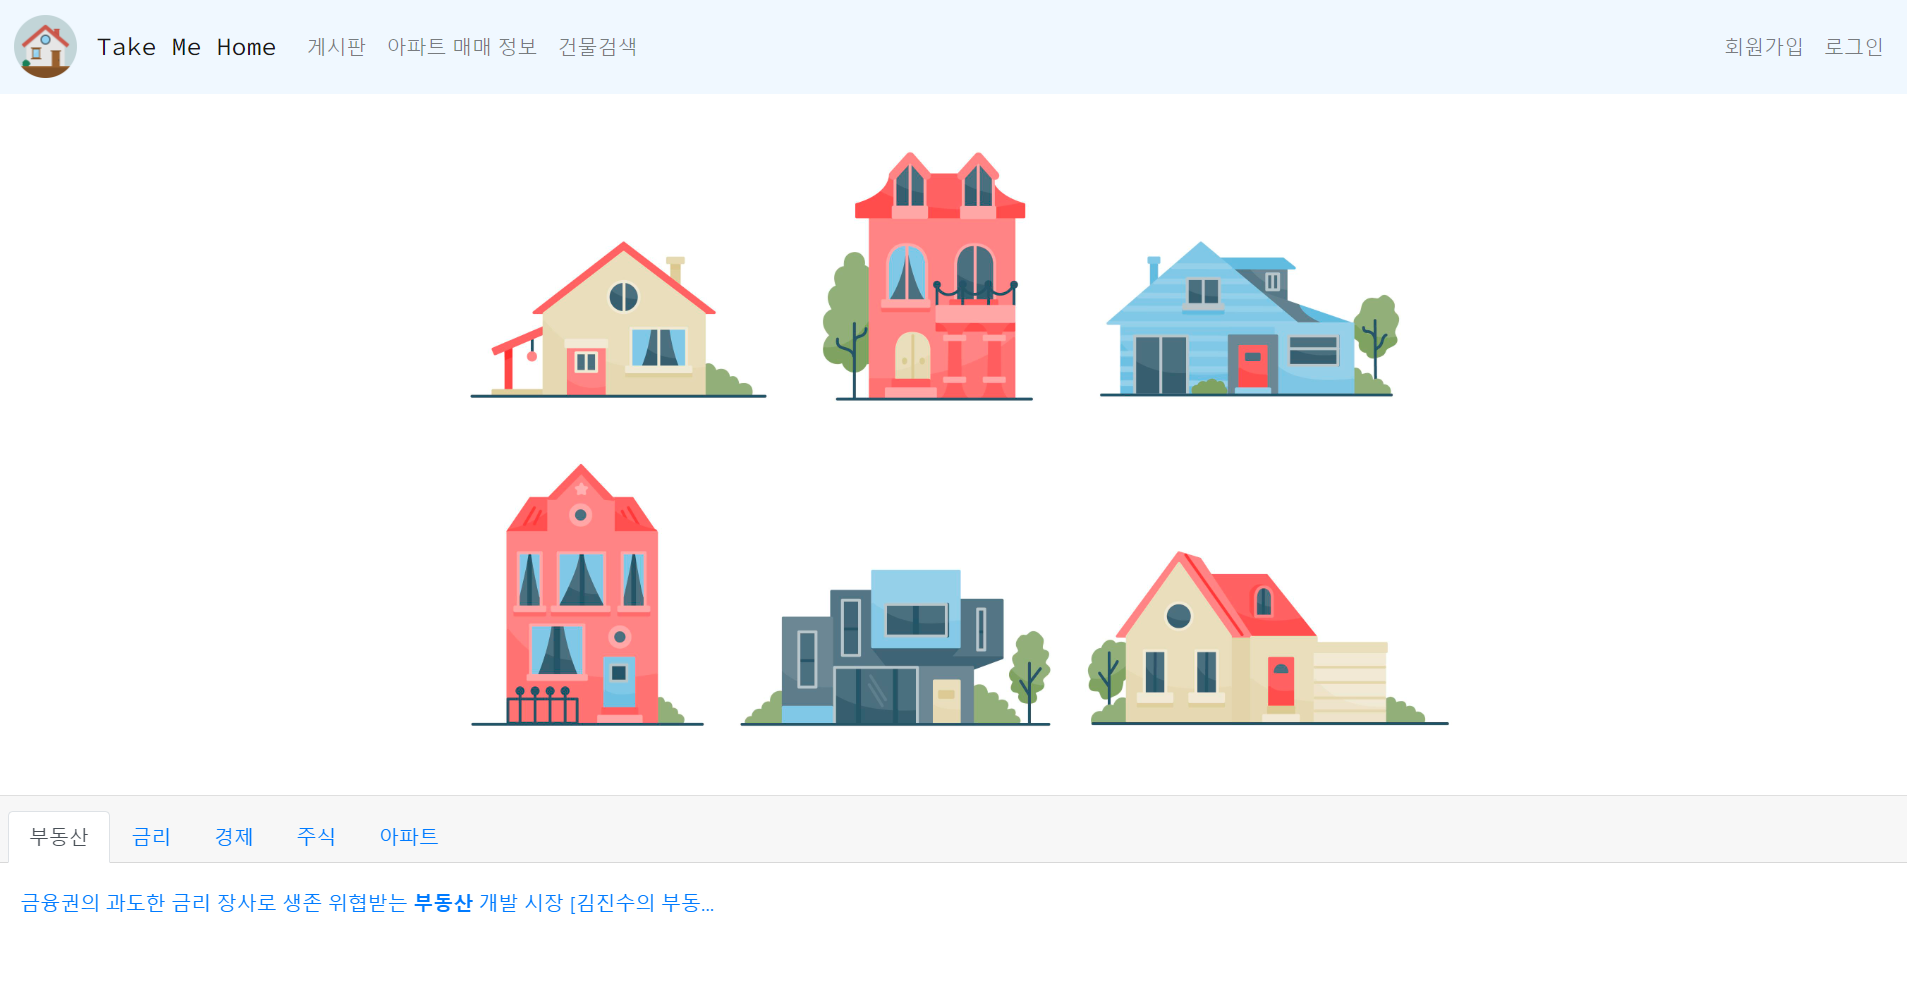 Take Me Home 게시판 아파트 매매 정보 건물검색 회원가입 로그인
부동산 금리 경제 주식 아파트
금융권의 과도한 금리 장사로 생존 위협받는 부동산 개발 시장 [김진수의 부동...